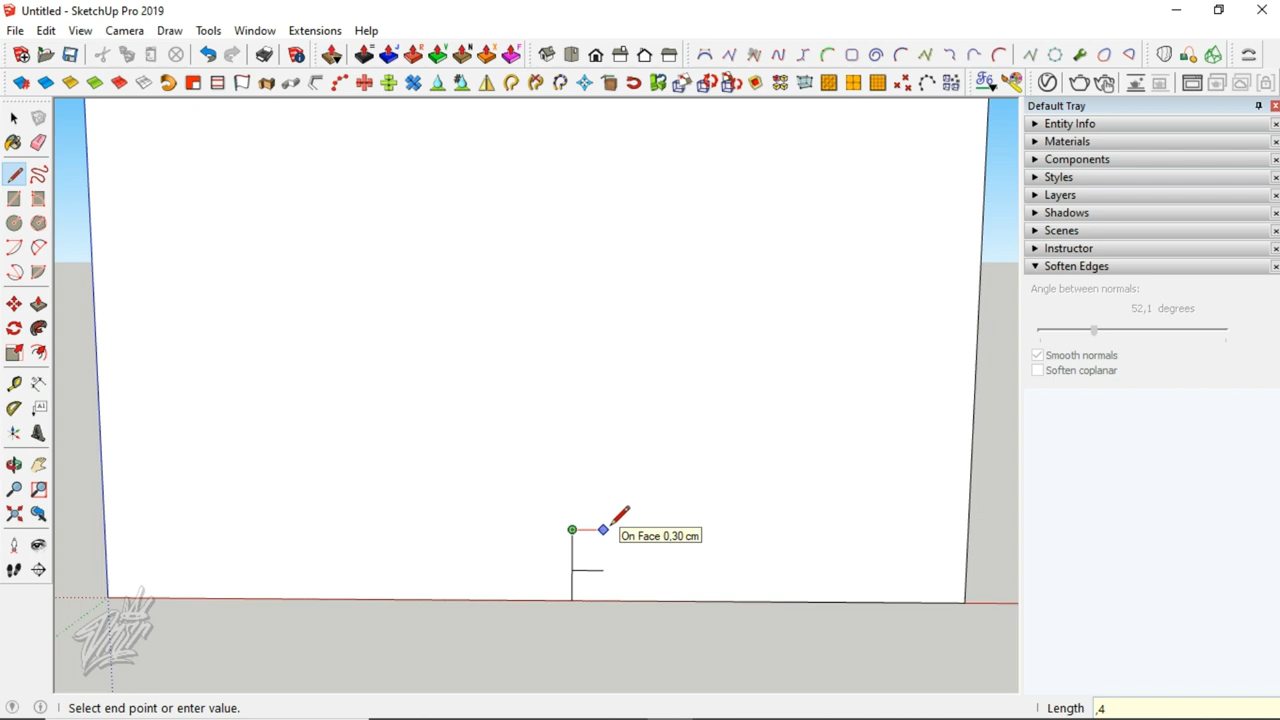 Untitled - SketchUp Pro 2019
File Edit View Camera Draw Tools Window Extensions Help
Default Tray
Entity Info
Materials
Components
Styles
Layers
Shadows
Scenes
Instructor
Soften Edges
Angle between normals:
52,1 degrees
Smooth normals
Soften coplanar
On Face 0,30 cm
Select end point or enter value.
Length ,4